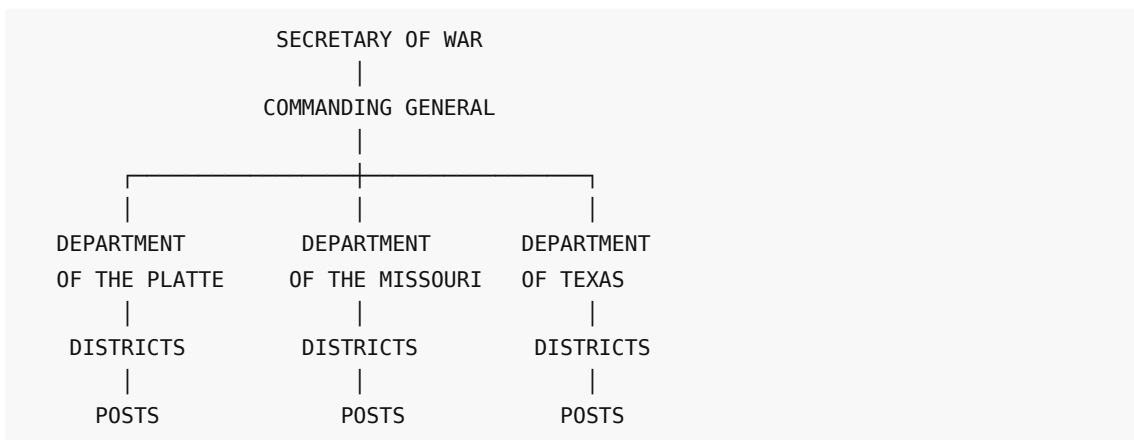 SECRETARY OF WAR
COMMANDING GENERAL
DEPARTMENT DEPARTMENT DEPARTMENT
OF THE PLATTE OF THE MISSOURI OF TEXAS
DISTRICTS DISTRICTS DISTRICTS
POSTS POSTS POSTS